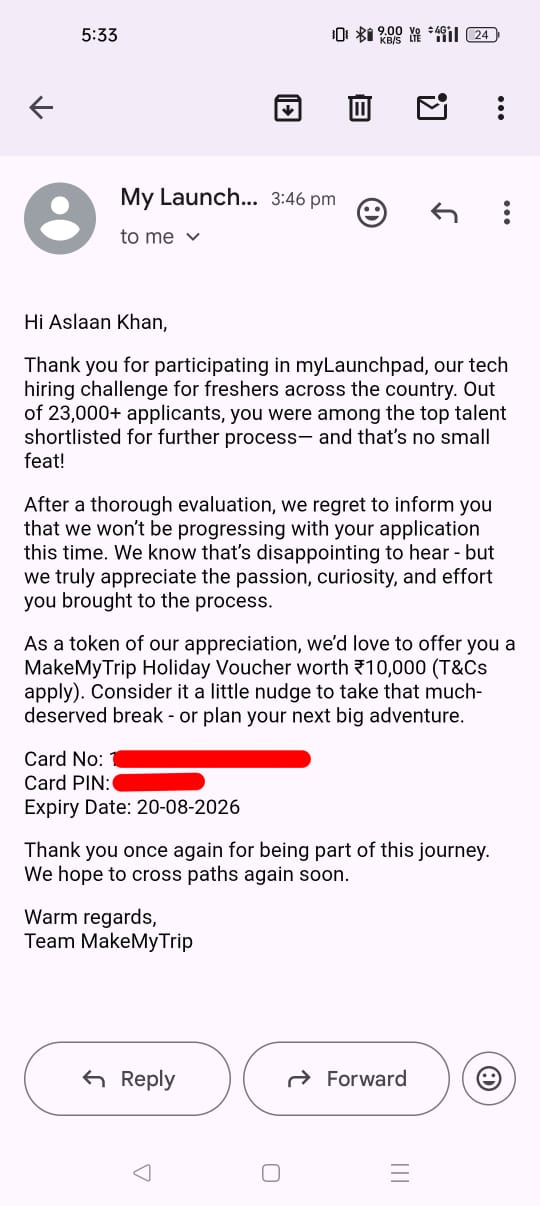 5:33
9.00 KB/S
Vo LTE
4G+
24
My Launch... 3:46 pm
to me
Hi Aslaan Khan,
Thank you for participating in myLaunchpad, our tech
hiring challenge for freshers across the country. Out
of 23,000+ applicants, you were among the top talent
shortlisted for further process— and that’s no small
feat!
After a thorough evaluation, we regret to inform you
that we won’t be progressing with your application
this time. We know that’s disappointing to hear - but
we truly appreciate the passion, curiosity, and effort
you brought to the process.
As a token of our appreciation, we’d love to offer you a
MakeMyTrip Holiday Voucher worth ₹10,000 (T&Cs
apply). Consider it a little nudge to take that much-
deserved break - or plan your next big adventure.
Card No:
Card PIN:
Expiry Date: 20-08-2026
Thank you once again for being part of this journey.
We hope to cross paths again soon.
Warm regards,
Team MakeMyTrip
Reply
Forward